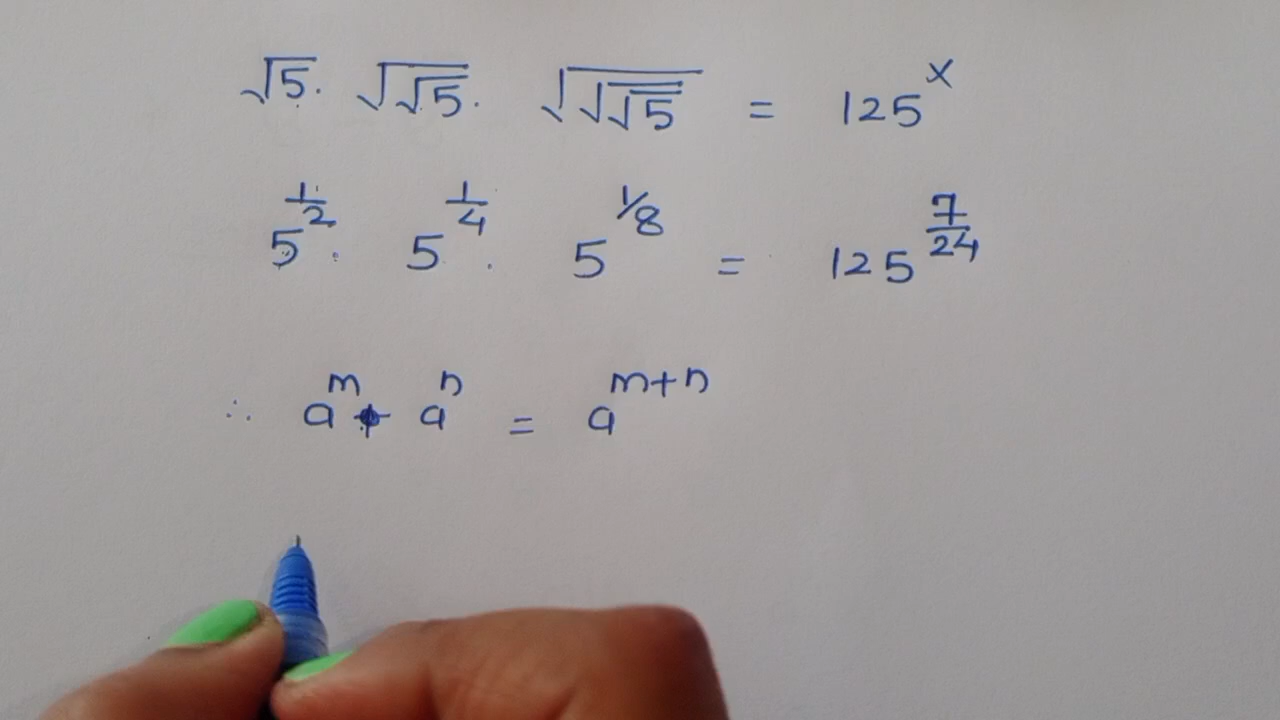 √5. √√5. √√√5 = 125^x
5^1/2. 5^1/4. 5^1/8 = 125^7/24
∴ a^m · a^n = a^m+n